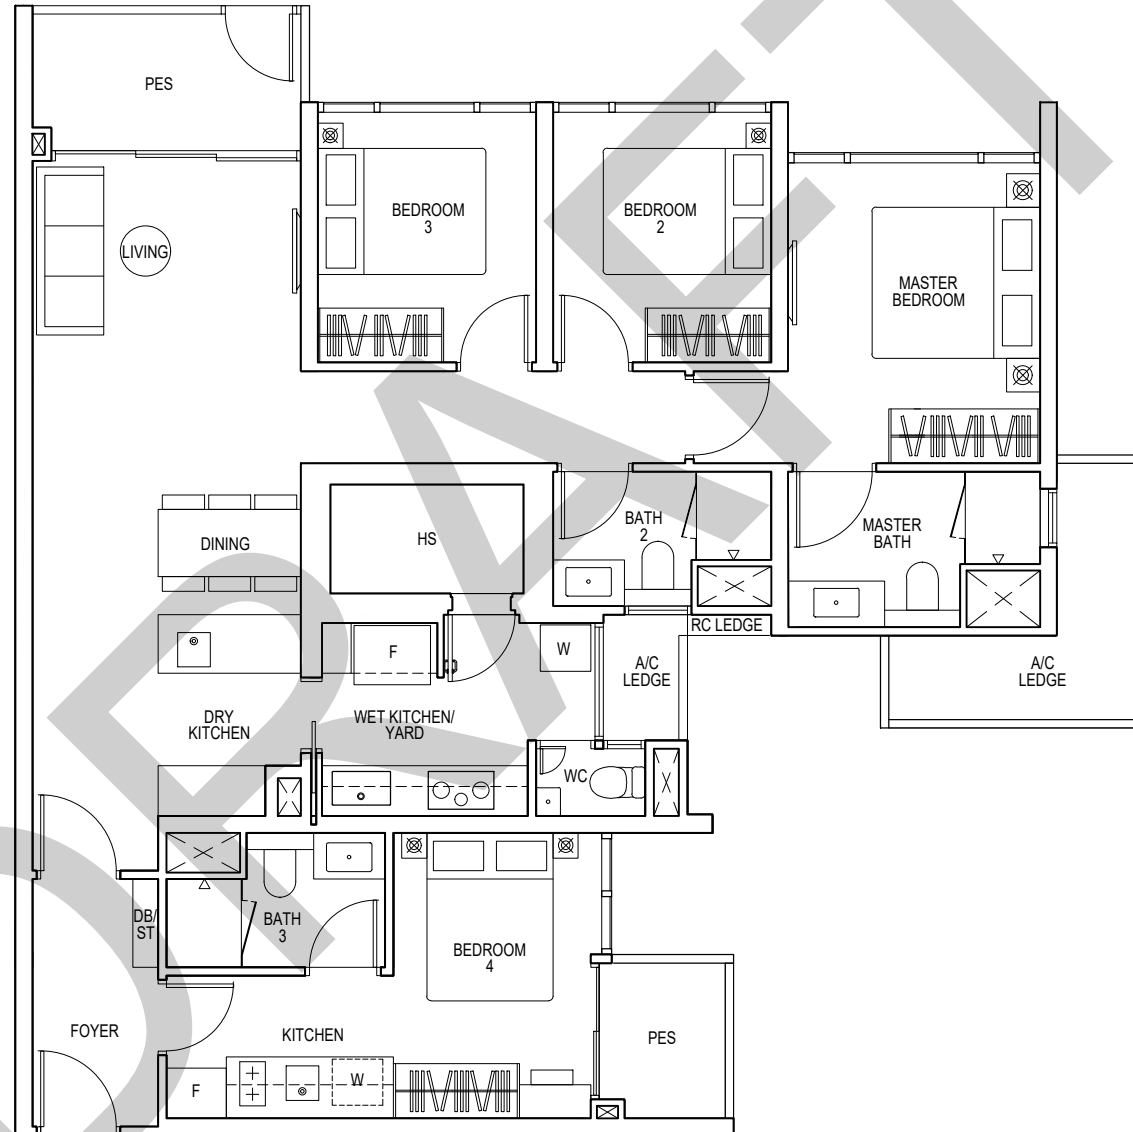 PES
BEDROOM
3
BEDROOM
2
LIVING
MASTER
BEDROOM
DINING
HS
BATH
2
MASTER
BATH
RC LEDGE
F
W
A/C
LEDGE
A/C
LEDGE
DRY
KITCHEN
WET KITCHEN/
YARD
WC
DB/
ST
BATH
3
BEDROOM
4
FOYER
KITCHEN
PES
F
W
DRAFT